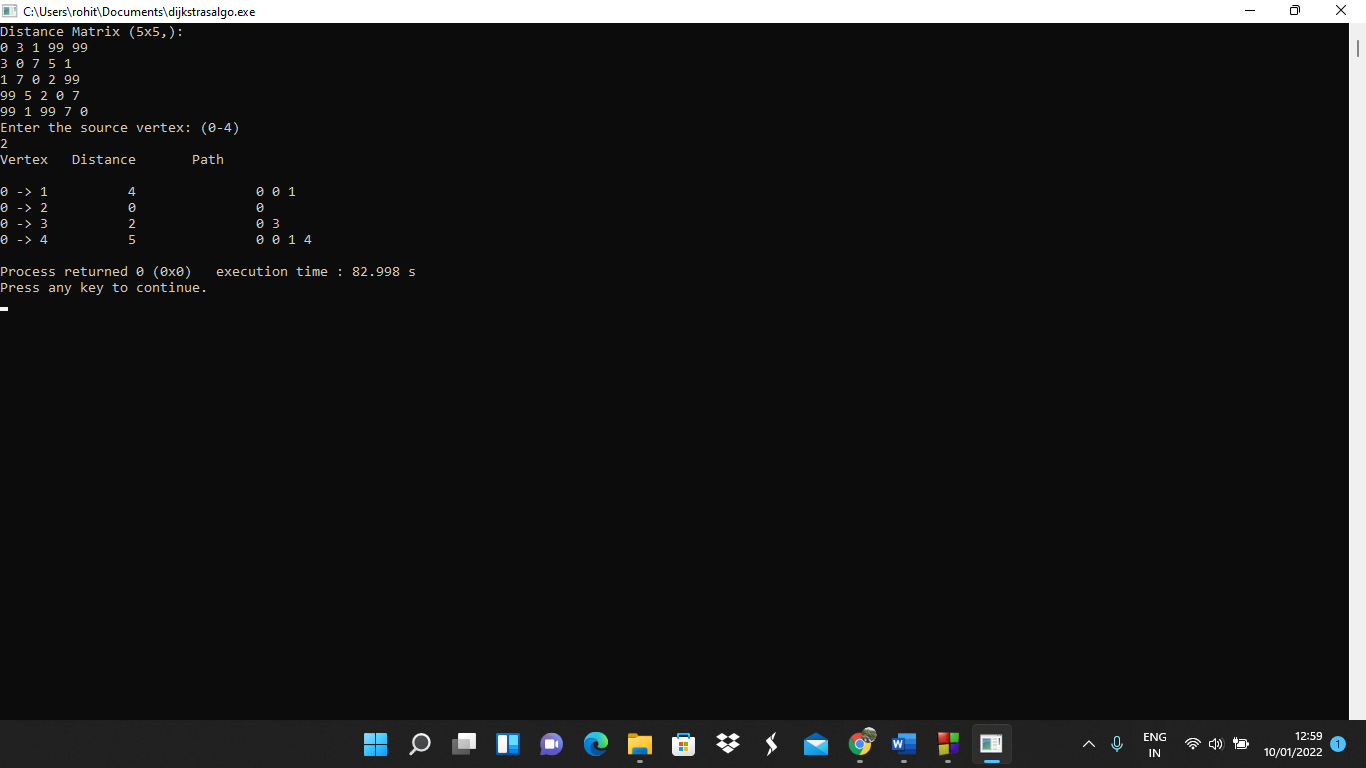 C:\Users\rohit\Documents\dijkstrasalgo.exe
Distance Matrix (5x5,):
0 3 1 99 99
3 0 7 5 1
1 7 0 2 99
99 5 2 0 7
99 1 99 7 0
Enter the source vertex: (0-4)
2
Vertex   Distance       Path
0 -> 1          4               0 0 1
0 -> 2          0               0
0 -> 3          2               0 3
0 -> 4          5               0 0 1 4
Process returned 0 (0x0)   execution time : 82.998 s
Press any key to continue.
ENG
IN
12:59
10/01/2022
1